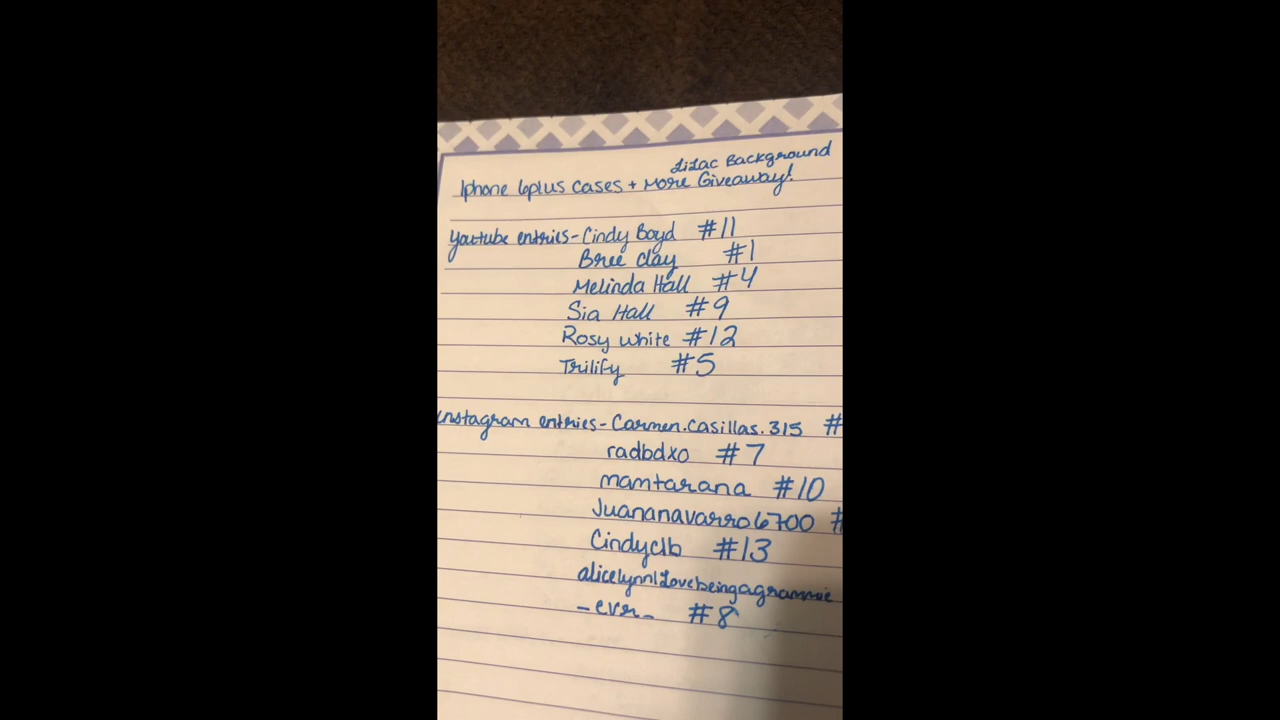 Lilac Background
Iphone 6plus cases + More Giveaway!
Youtube entries - Cindy Boyd #11
Bree clay #1
Melinda Hall #4
Sia Hall #9
Rosy white #12
Trilify #5
Instagram entries - Carmen.Casillas.315 #
radbdxo #7
mamtarana #10
Juananavarro6700 #
Cindyclb #13
alicelynnilovebeingagrammie
-evr- #8